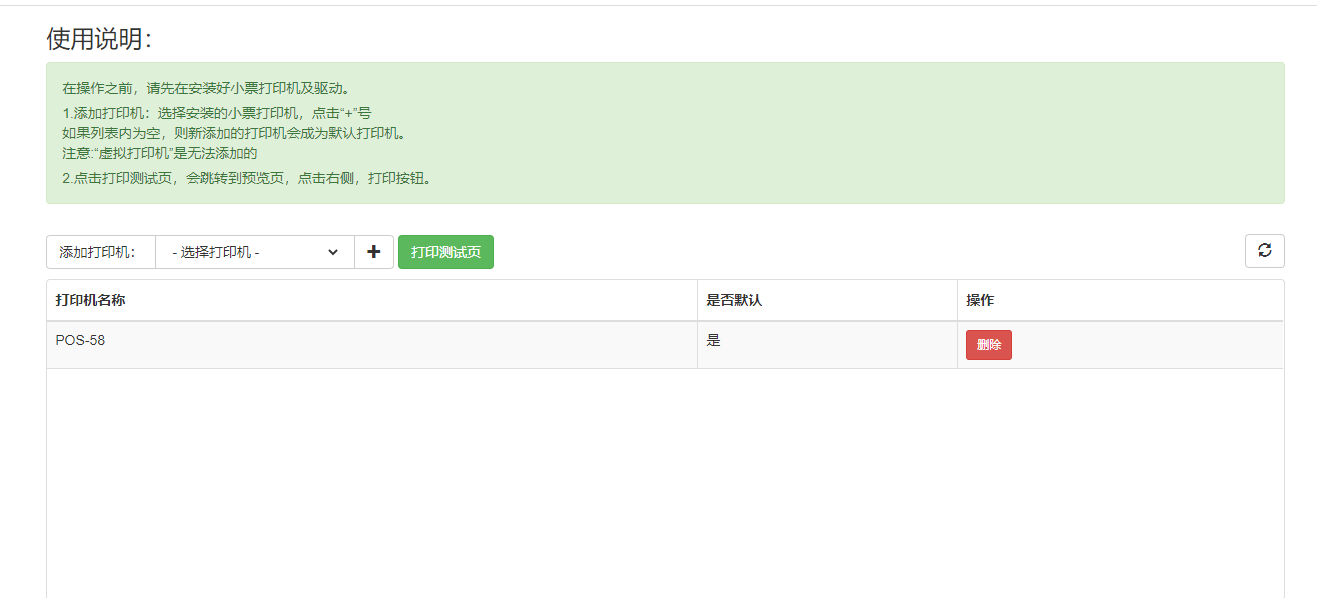 使用说明：
在操作之前，请先在安装好小票打印机及驱动。
1.添加打印机：选择安装的小票打印机，点击“+”号
如果列表内为空，则新添加的打印机会成为默认打印机。
注意:“虚拟打印机”是无法添加的
2.点击打印测试页，会跳转到预览页，点击右侧，打印按钮。
添加打印机： - 选择打印机 - 打印测试页
打印机名称 是否默认 操作
POS-58 是 删除